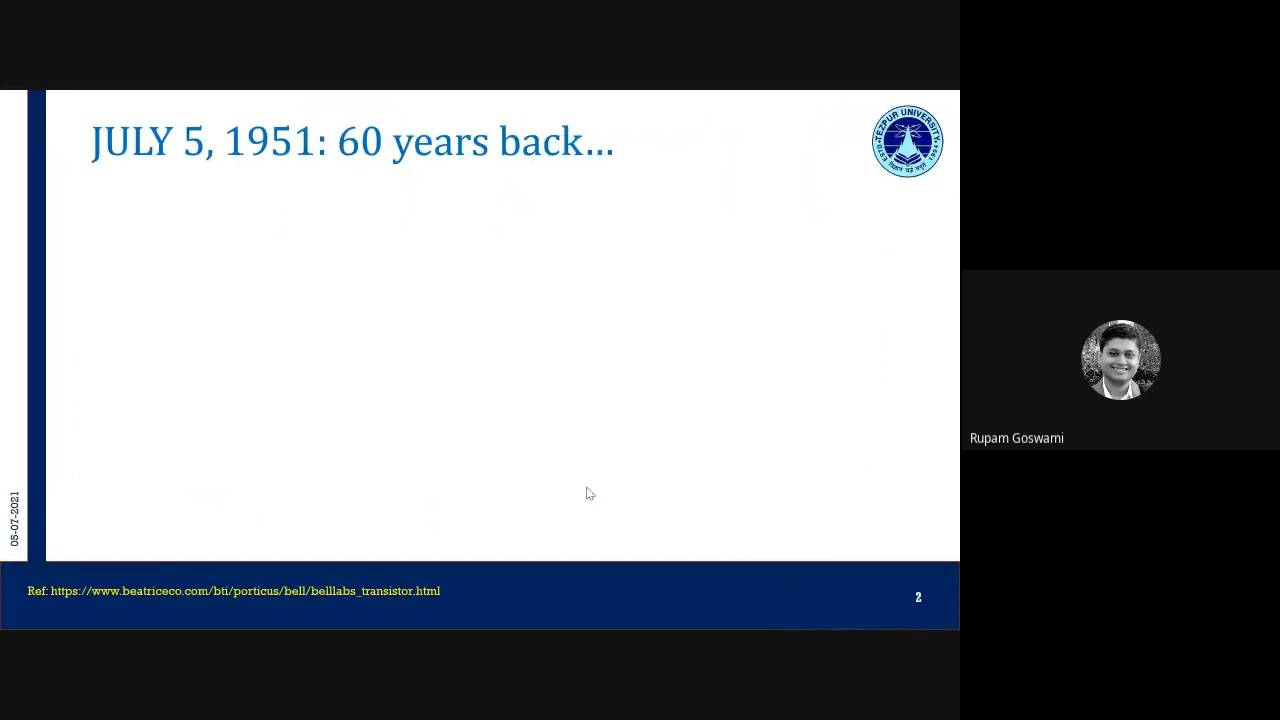 JULY 5, 1951: 60 years back...
TEZPUR UNIVERSITY
Rupam Goswami
05-07-2021
Ref: https://www.beatriceco.com/bti/porticus/bell/belllabs_transistor.html
2